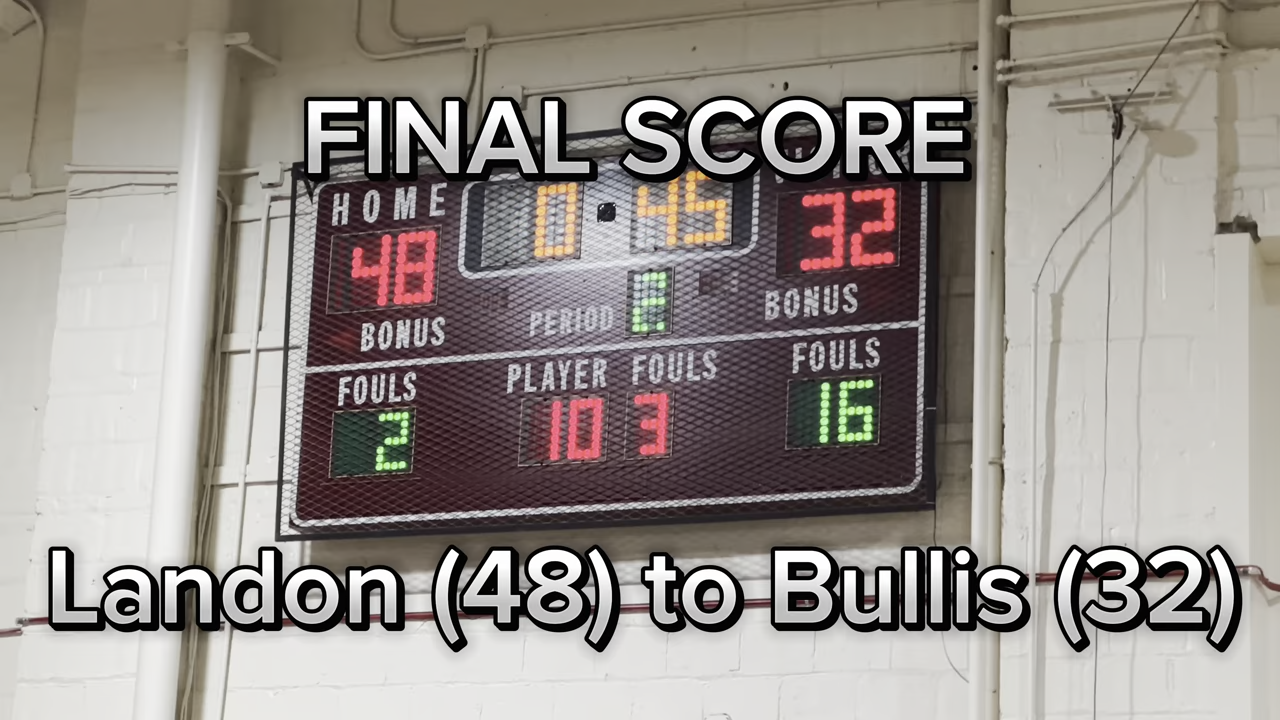 FINAL SCORE
HOME
0 45
48
32
BONUS
PERIOD
BONUS
FOULS
PLAYER FOULS
FOULS
2
10 3
16
Landon (48) to Bullis (32)